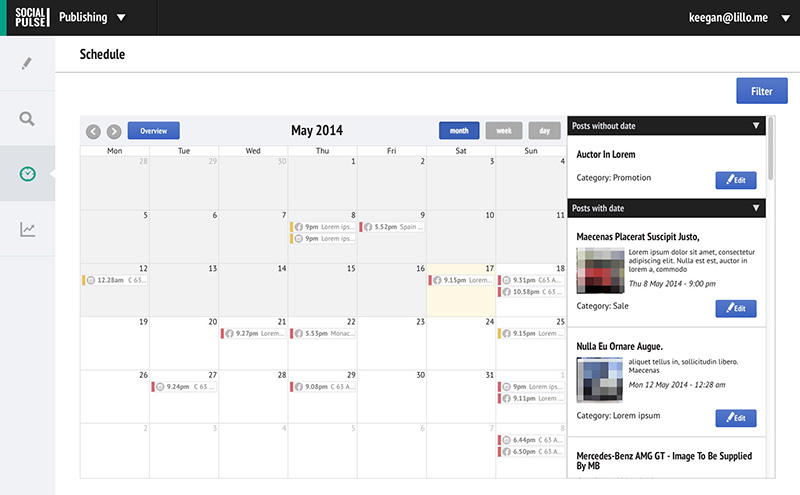 SOCIAL
PULSE
Publishing
keegan@lillo.me
Schedule
Filter
Overview
May 2014
month
week
day
Mon Tue Wed Thu Fri Sat Sun
28 29 30 1 2 3 4
5 6 7 8 9 10 11
9pm Lorem ips... 5.52pm Spain ...
9pm Lorem ips...
12 13 14 15 16 17 18
12.28am C 63 ... 9.15pm Lorem... 9.31pm C63 A...
10.58pm C 63 ...
19 20 21 22 23 24 25
9.27pm Lorem... 5.53pm Monac... 9.15pm Lorem...
26 27 28 29 30 31 1
9.24pm C 63 ... 9.08pm C 63 A... 9pm Lorem ips...
9.11pm Lorem...
2 3 4 5 6 7 8
6.44pm C 63 A...
6.50pm C 63 A...
Posts without date
Auctor In Lorem
Category: Promotion
Edit
Posts with date
Maecenas Placerat Suscipit Justo,
Lorem ipsum dolor sit amet, consectetur
adipiscing elit. Nulla est est, auctor in
lorem a, commodo
Thu 8 May 2014 - 9:00 pm
Category: Sale
Edit
Nulla Eu Ornare Augue.
aliquet tellus in, sollicitudin libero.
Maecenas
Mon 12 May 2014 - 12:28 am
Category: Lorem ipsum
Edit
Mercedes-Benz AMG GT - Image To Be Supplied
By MB